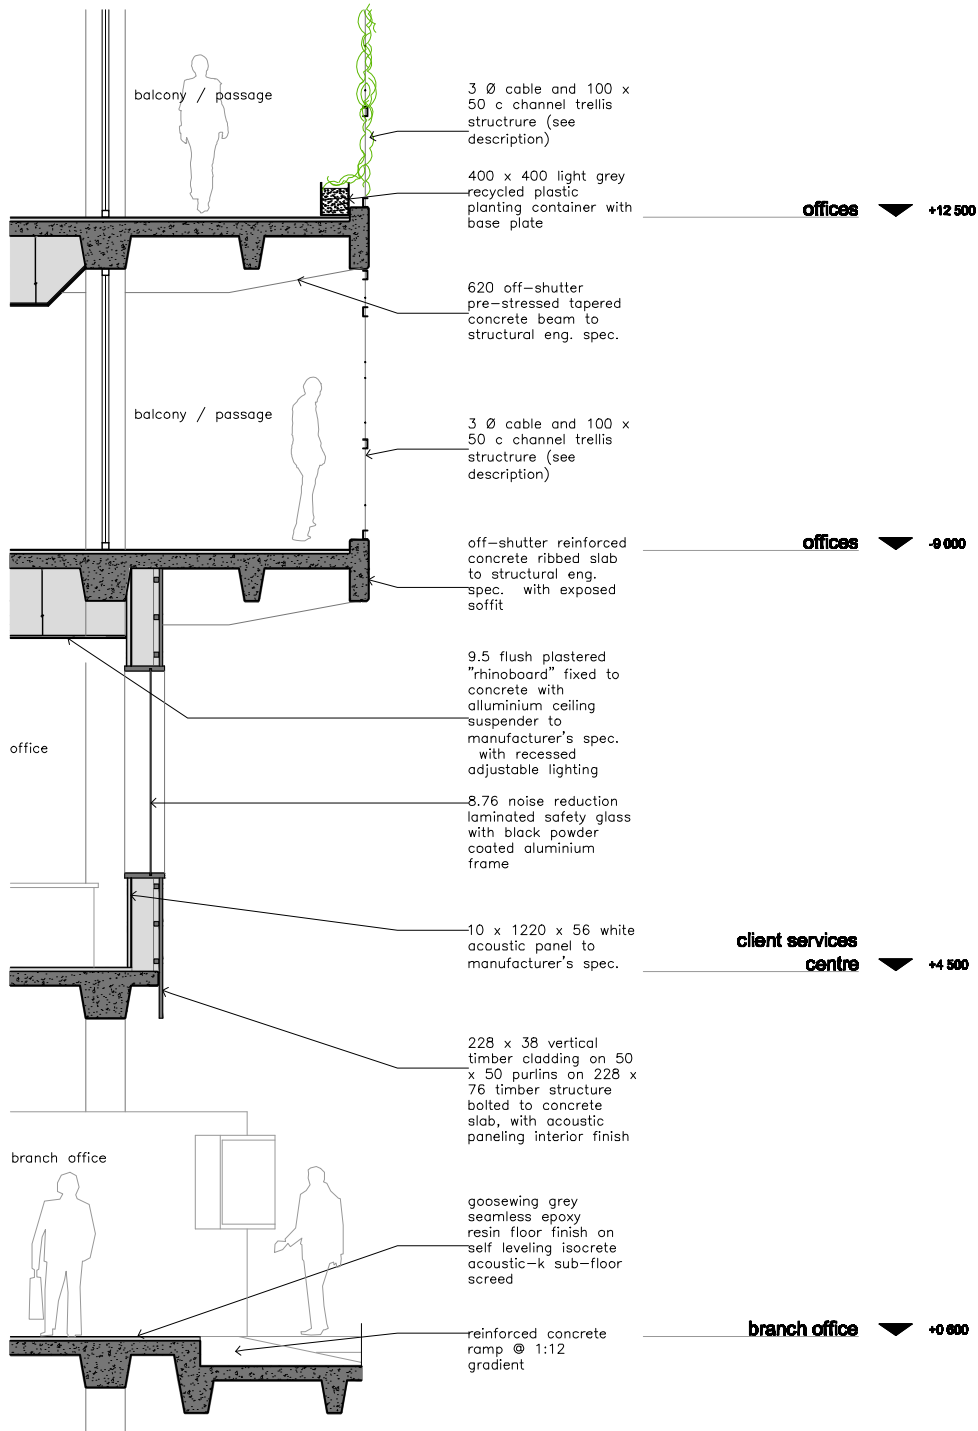 balcony / passage
3 Ø cable and 100 x
50 c channel trellis
structrure (see
description)
400 x 400 light grey
recycled plastic
planting container with
base plate
offices
+12 500
620 off-shutter
pre-stressed tapered
concrete beam to
structural eng. spec.
balcony / passage
3 Ø cable and 100 x
50 c channel trellis
structrure (see
description)
off-shutter reinforced
concrete ribbed slab
to structural eng.
spec. with exposed
soffit
offices
-9 000
9.5 flush plastered
"rhinoboard" fixed to
concrete with
alluminium ceiling
suspender to
manufacturer's spec.
with recessed
adjustable lighting
office
8.76 noise reduction
laminated safety glass
with black powder
coated aluminium
frame
10 x 1220 x 56 white
acoustic panel to
manufacturer's spec.
client services
centre
+4 500
228 x 38 vertical
timber cladding on 50
x 50 purlins on 228 x
76 timber structure
bolted to concrete
slab, with acoustic
paneling interior finish
branch office
goosewing grey
seamless epoxy
resin floor finish on
self leveling isocrete
acoustic-k sub-floor
screed
reinforced concrete
ramp @ 1:12
gradient
branch office
+0 600